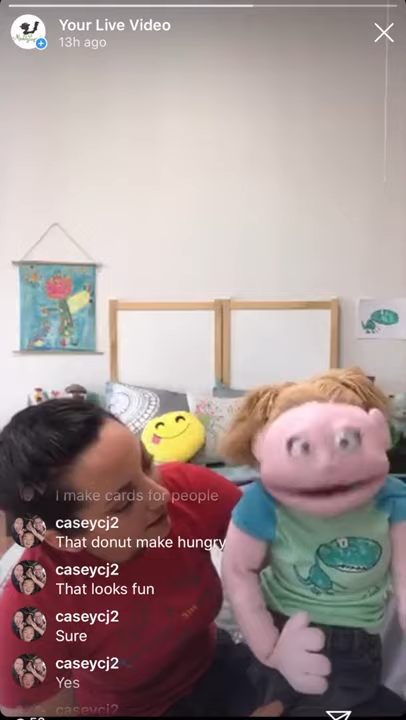 Your Live Video
13h ago
I make cards for people
caseycj2
That donut make hungry
caseycj2
That looks fun
caseycj2
Sure
caseycj2
Yes
caseycj2